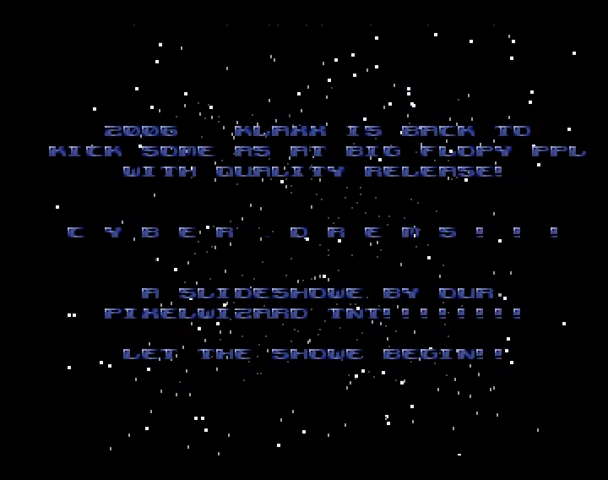 2006 KLAXX IS BACK TO
KICK SOME AS AT BIG FLOPY PPL
WITH QUALITY RELEASE!
C Y B E R . D R E M S ! ! !
A SLIDESHOWE BY OUR
PIXELWIZARD TNT!!!!!!!!
LET THE SHOWE BEGIN!!